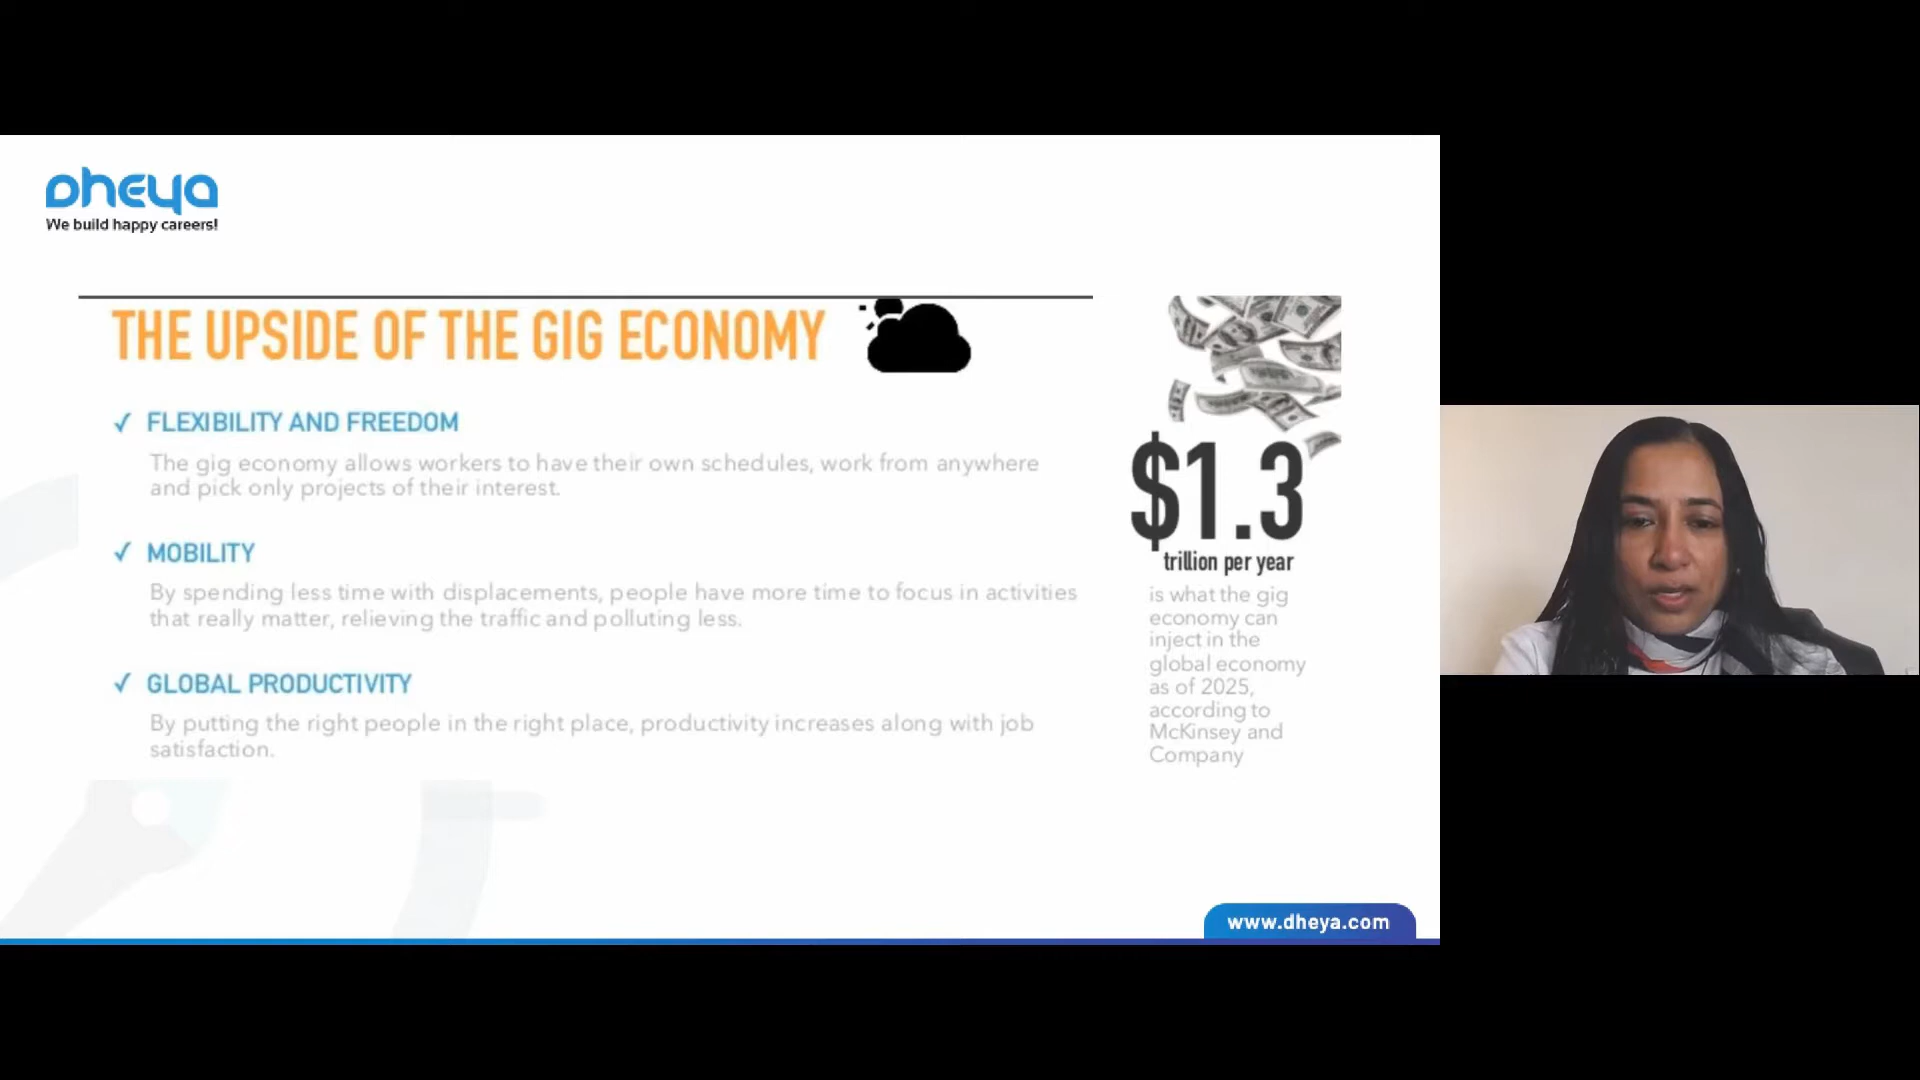 Dheya
We build happy careers!
THE UPSIDE OF THE GIG ECONOMY
✓ FLEXIBILITY AND FREEDOM
The gig economy allows workers to have their own schedules, work from anywhere
and pick only projects of their interest.
✓ MOBILITY
By spending less time with displacements, people have more time to focus in activities
that really matter, relieving the traffic and polluting less.
✓ GLOBAL PRODUCTIVITY
By putting the right people in the right place, productivity increases along with job
satisfaction.
$1.3
trillion per year
is what the gig
economy can
inject in the
global economy
as of 2025,
according to
McKinsey and
Company
www.dheya.com